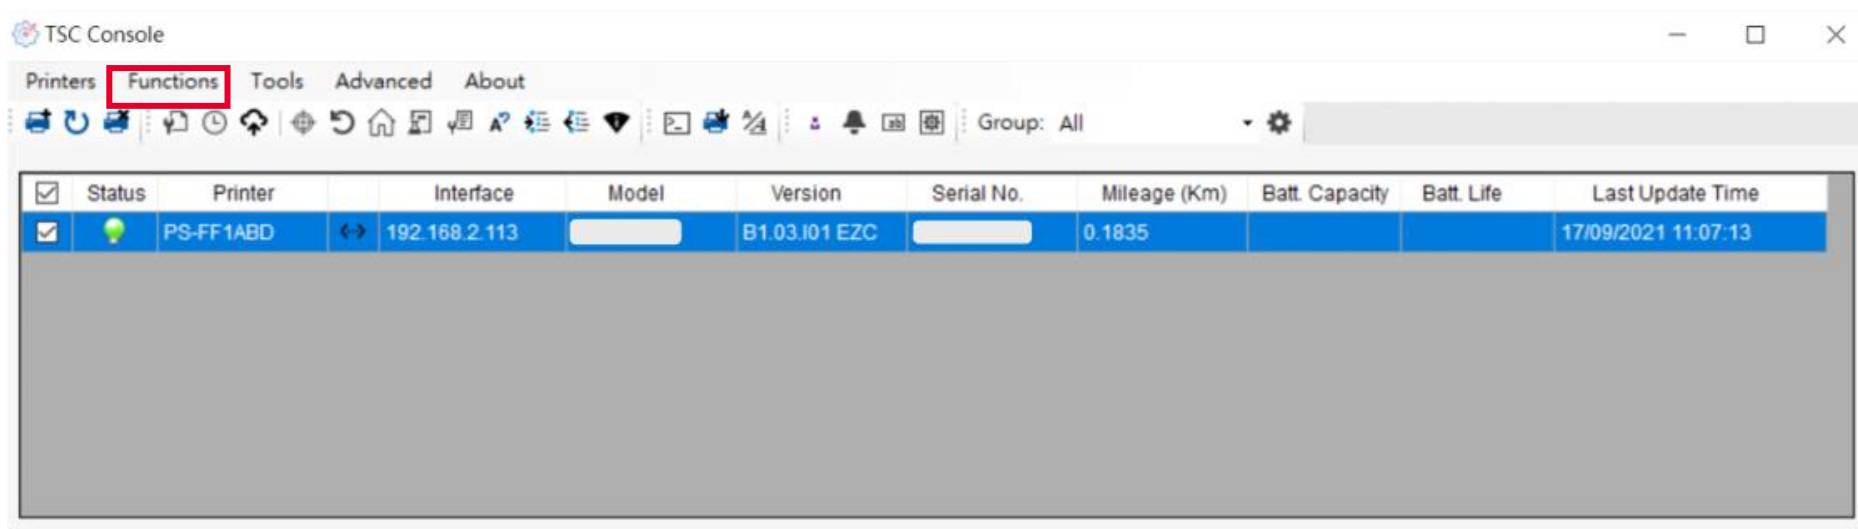 TSC Console
Printers Functions Tools Advanced About
Group: All
Status Printer Interface Model Version Serial No. Mileage (Km) Batt. Capacity Batt. Life Last Update Time
PS-FF1ABD 192.168.2.113 B1.03.I01 EZC 0.1835 17/09/2021 11:07:13